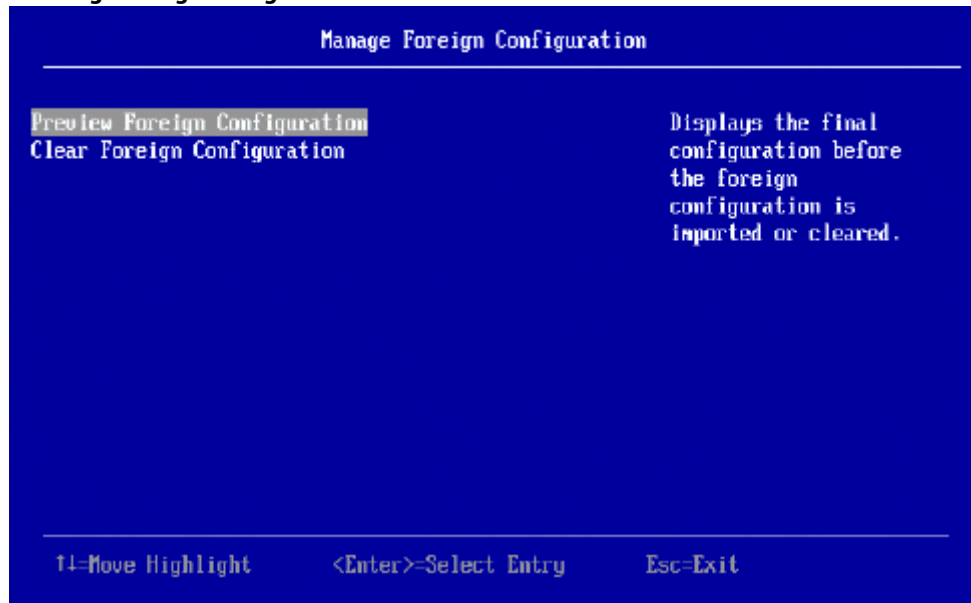 Manage Foreign Configuration
Preview Foreign Configuration
Clear Foreign Configuration
Displays the final
configuration before
the foreign
configuration is
imported or cleared.
↑↓=Move Highlight <Enter>=Select Entry Esc=Exit